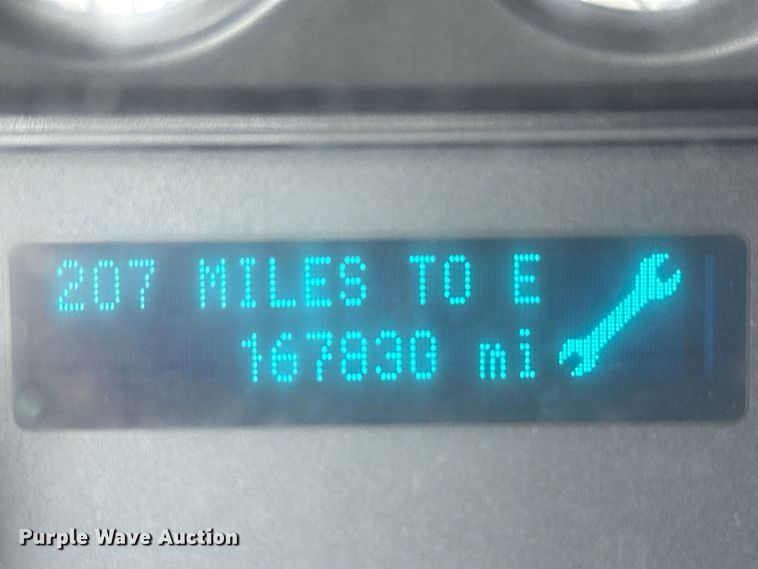 207 MILES TO E
167830 mi
Purple Wave Auction